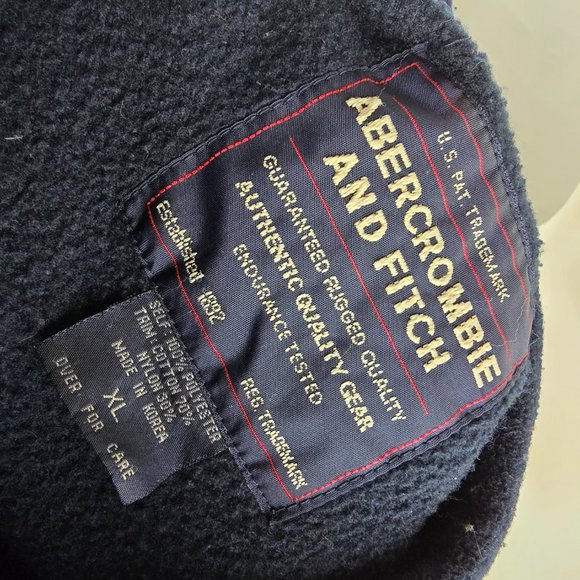 U.S. PAT TRADEMARK
ABERCROMBIE
AND FITCH
GUARANTEED RUGGED QUALITY
AUTHENTIC QUALITY GEAR
ENDURANCE TESTED
Established 1892
REG. TRADEMARK
SELF: 100% POLYESTER
TRIM: COTTON 70%
NYLON 30%
MADE IN KOREA
XL
OVER FOR CARE